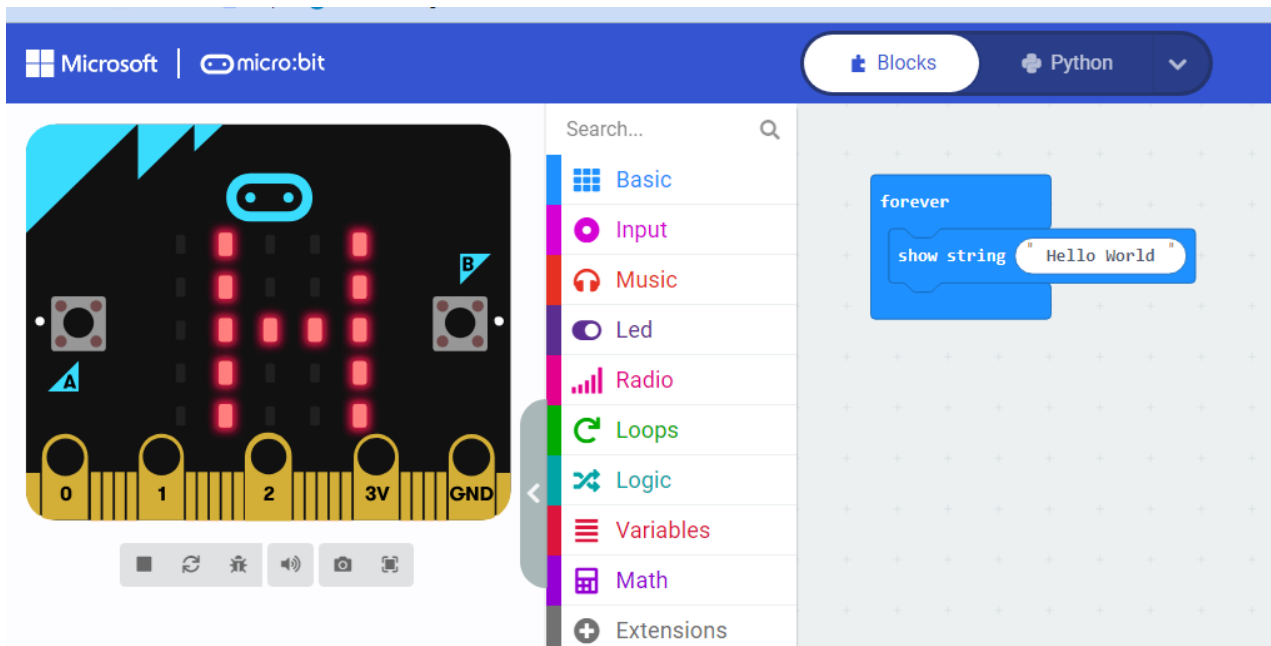 Microsoft | micro:bit
Blocks
Python
B
A
0 1 2 3V GND
Search...
Basic
Input
Music
Led
Radio
Loops
Logic
Variables
Math
Extensions
forever
show string " Hello World "